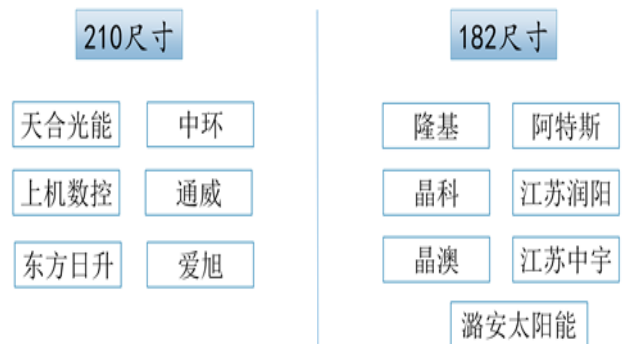 210尺寸
182尺寸
天合光能
中环
隆基
阿特斯
上机数控
通威
晶科
江苏润阳
东方日升
爱旭
晶澳
江苏中宇
潞安太阳能